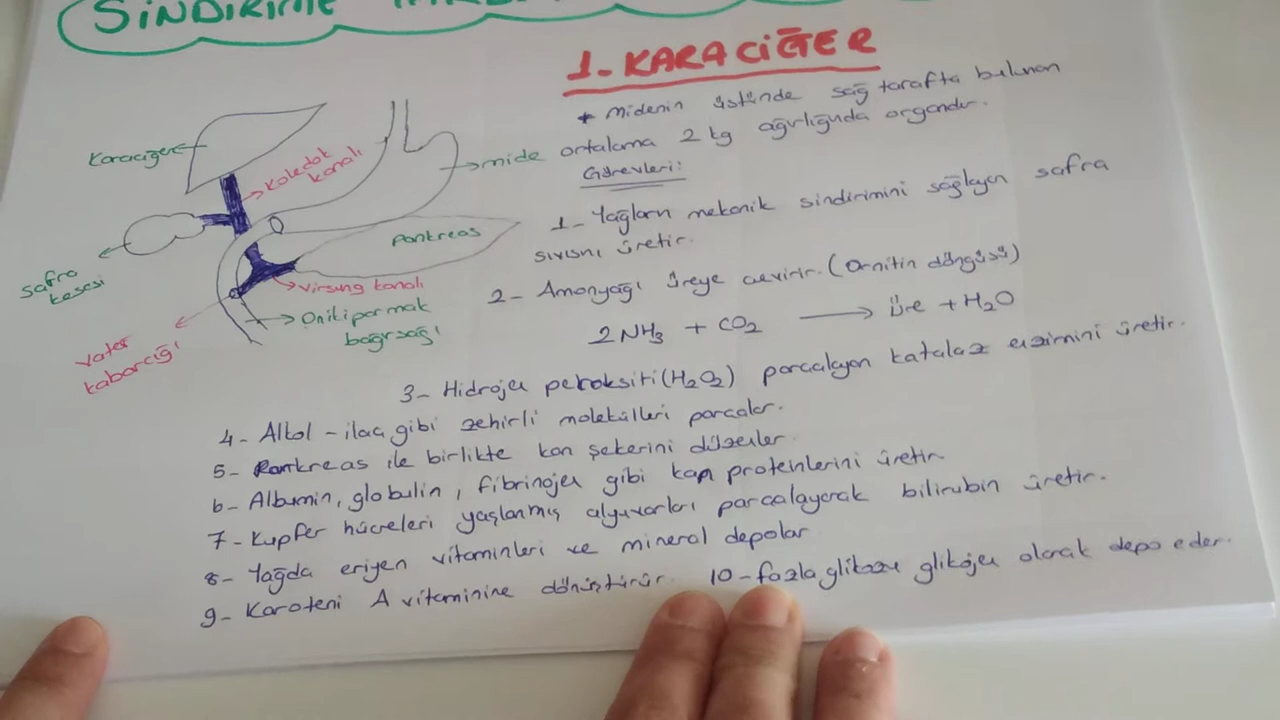 SİNDİRİME
1-KARACİĞER
* Midenin üstünde sağ tarafta bulunan
ortalama 2 kg ağırlığında organdır.
Görevleri:
1- Yağların mekanik sindirimini sağlayan safra
sıvısını üretir.
2- Amonyağı üreye çevirir. (Ornitin döngüsü)
2NH₃ + CO₂ → Üre + H₂O
3- Hidrojen peroksiti (H₂O₂) parçalayan katalaz enzimini üretir.
4- Alkol - ilaç gibi zehirli molekülleri parçalar.
5- Pankreas ile birlikte kan şekerini düzenler.
6- Albumin, globulin, fibrinojen gibi kan proteinlerini üretir
7- Kupfer hücreleri yaşlanmış alyuvarları parçalayarak bilirubin üretir.
8- Yağda eriyen vitaminleri ve mineral depolar
9- Karoteni A vitaminine dönüştürür. 10- fazla glikozu glikojen olarak depo eder.
Karaciğer
Koledok
kanalı
mide
pankreas
safra
kesesi
Virsung kanalı
Onikiparmak
bağırsağı
vater
kabarcığı